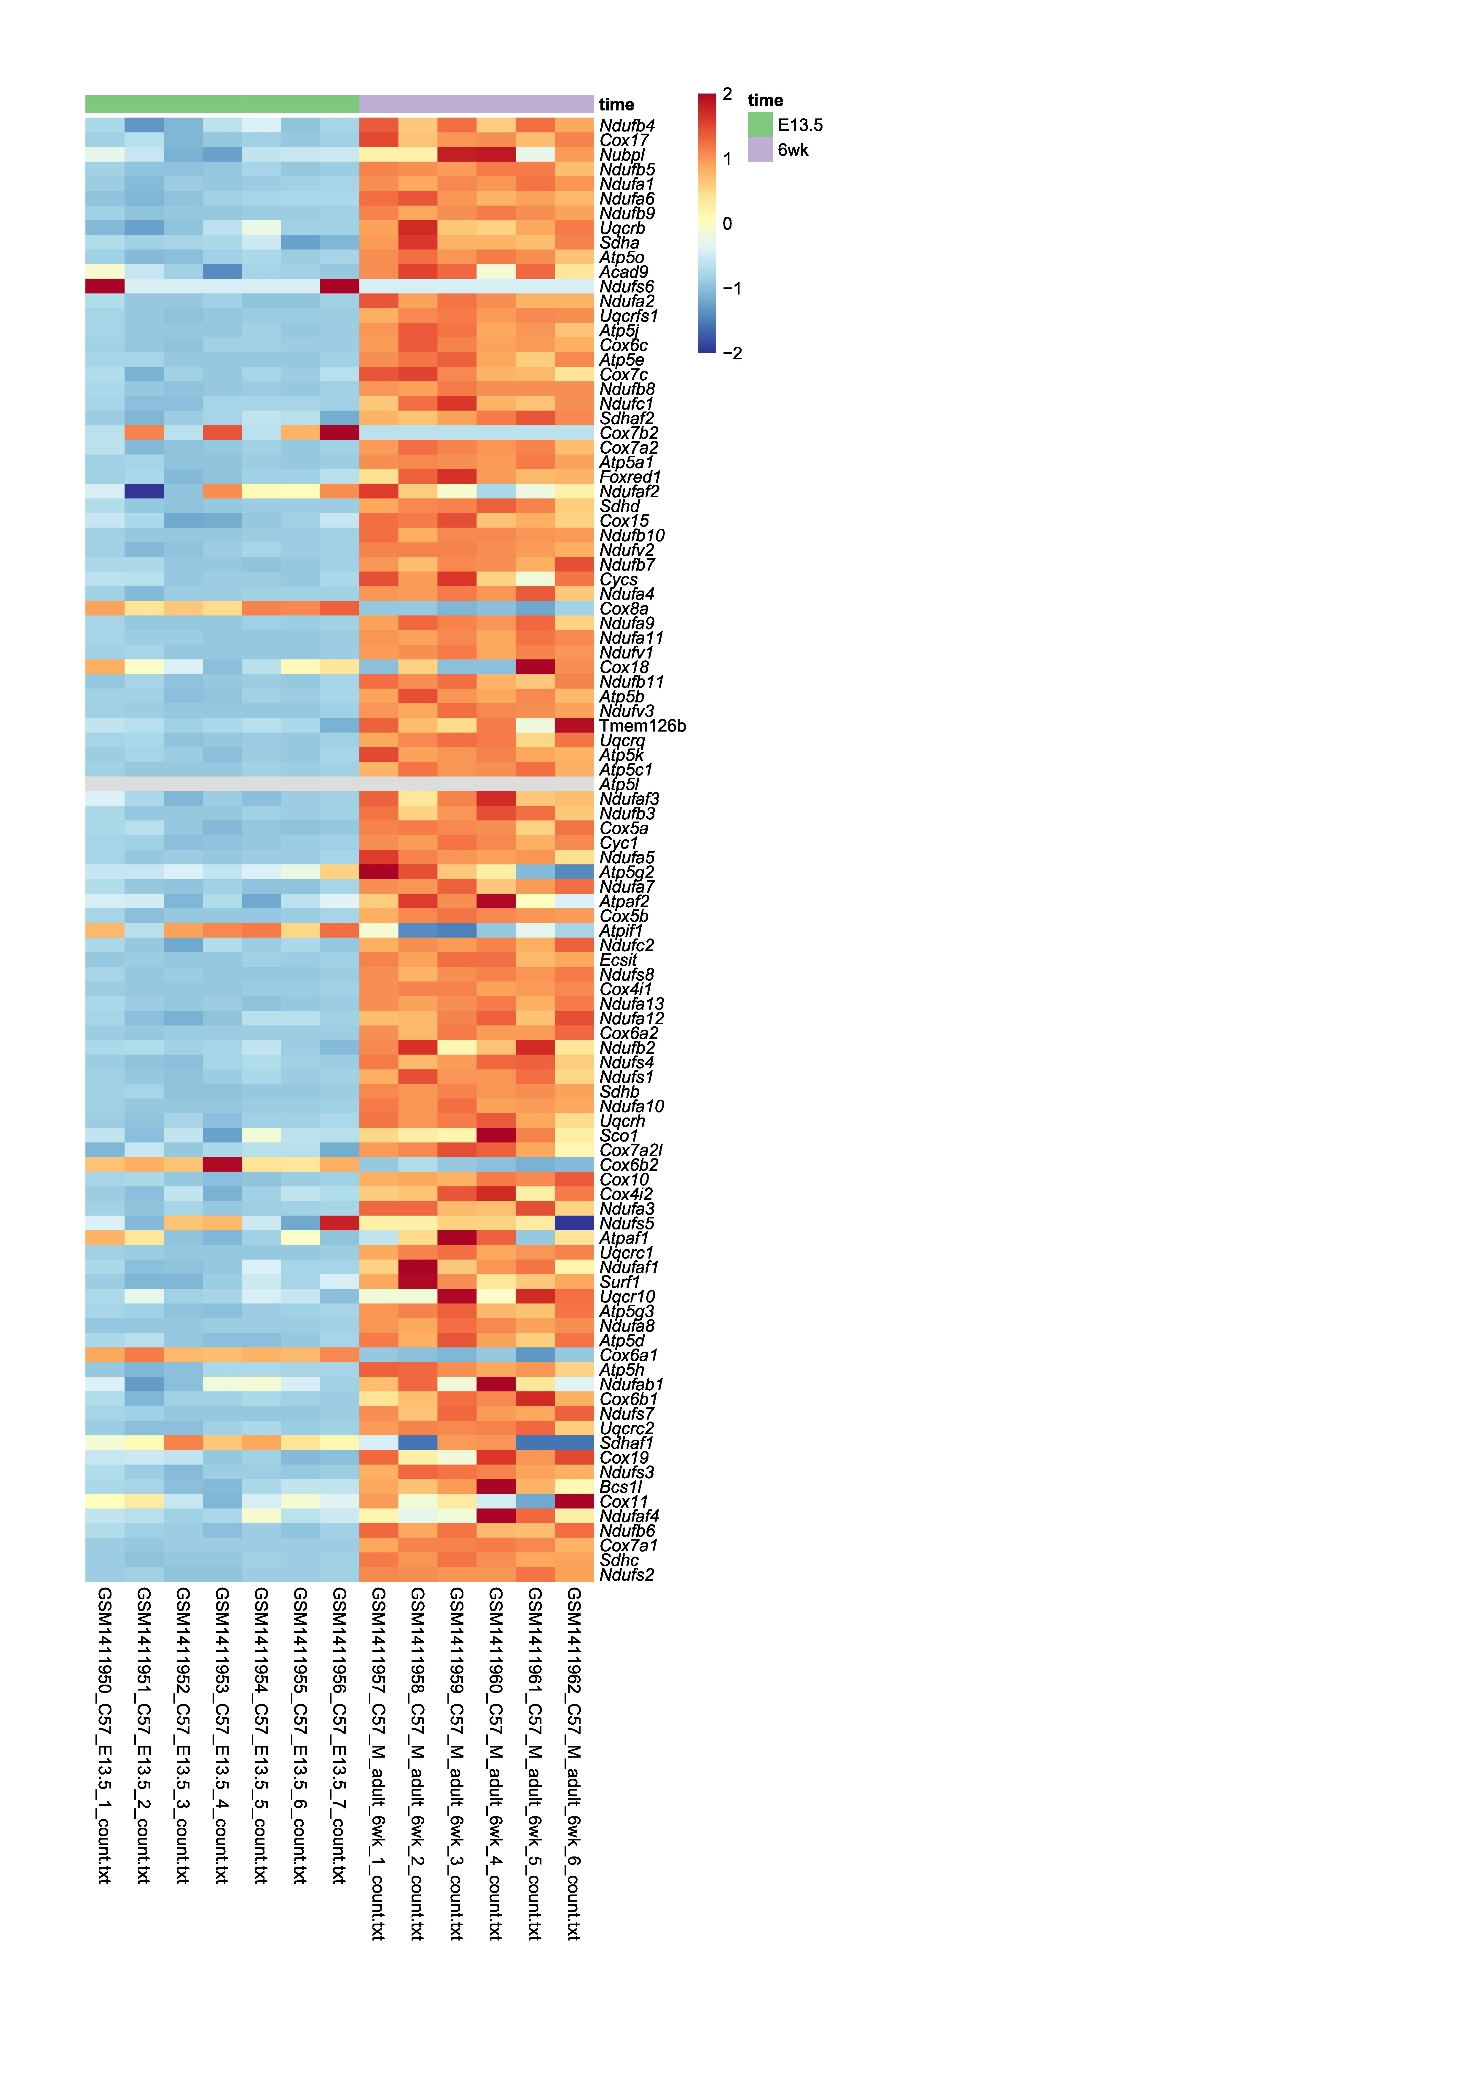 time
Ndufb4
Cox17
Nubpl
Ndufb5
Ndufa1
Ndufa6
Ndufb9
Uqcrb
Sdha
Atp5o
Acad9
Ndufs6
Ndufa2
Uqcrfs1
Atp5j
Cox6c
Atp5e
Cox7c
Ndufb8
Ndufc1
Sdhaf2
Cox7b2
Cox7a2
Atp5a1
Foxred1
Ndufaf2
Sdhd
Cox15
Ndufb10
Ndufv2
Ndufb7
Cycs
Ndufa4
Cox8a
Ndufa9
Ndufa11
Ndufv1
Cox18
Ndufb11
Atp5b
Ndufv3
Tmem126b
Uqcrq
Atp5k
Atp5c1
Atp5l
Ndufaf3
Ndufb3
Cox5a
Cyc1
Ndufa5
Atp5g2
Ndufa7
Atpaf2
Cox5b
Atpif1
Ndufc2
Ecsit
Ndufs8
Cox4i1
Ndufa13
Ndufa12
Cox6a2
Ndufb2
Ndufs4
Ndufs1
Sdhb
Ndufa10
Uqcrh
Sco1
Cox7a2l
Cox6b2
Cox10
Cox4i2
Ndufa3
Ndufs5
Atpaf1
Uqcrc1
Ndufaf1
Surf1
Uqcr10
Atp5g3
Ndufa8
Atp5d
Cox6a1
Atp5h
Ndufab1
Cox6b1
Ndufs7
Uqcrc2
Sdhaf1
Cox19
Ndufs3
Bcs1l
Cox11
Ndufaf4
Ndufb6
Cox7a1
Sdhc
Ndufs2
GSM1411950_C57_E13.5_1_count.txt
GSM1411951_C57_E13.5_2_count.txt
GSM1411952_C57_E13.5_3_count.txt
GSM1411953_C57_E13.5_4_count.txt
GSM1411954_C57_E13.5_5_count.txt
GSM1411955_C57_E13.5_6_count.txt
GSM1411956_C57_E13.5_7_count.txt
GSM1411957_C57_M_adult_6wk_1_count.txt
GSM1411958_C57_M_adult_6wk_2_count.txt
GSM1411959_C57_M_adult_6wk_3_count.txt
GSM1411960_C57_M_adult_6wk_4_count.txt
GSM1411961_C57_M_adult_6wk_5_count.txt
GSM1411962_C57_M_adult_6wk_6_count.txt
2
1
0
−1
−2
time
E13.5
6wk